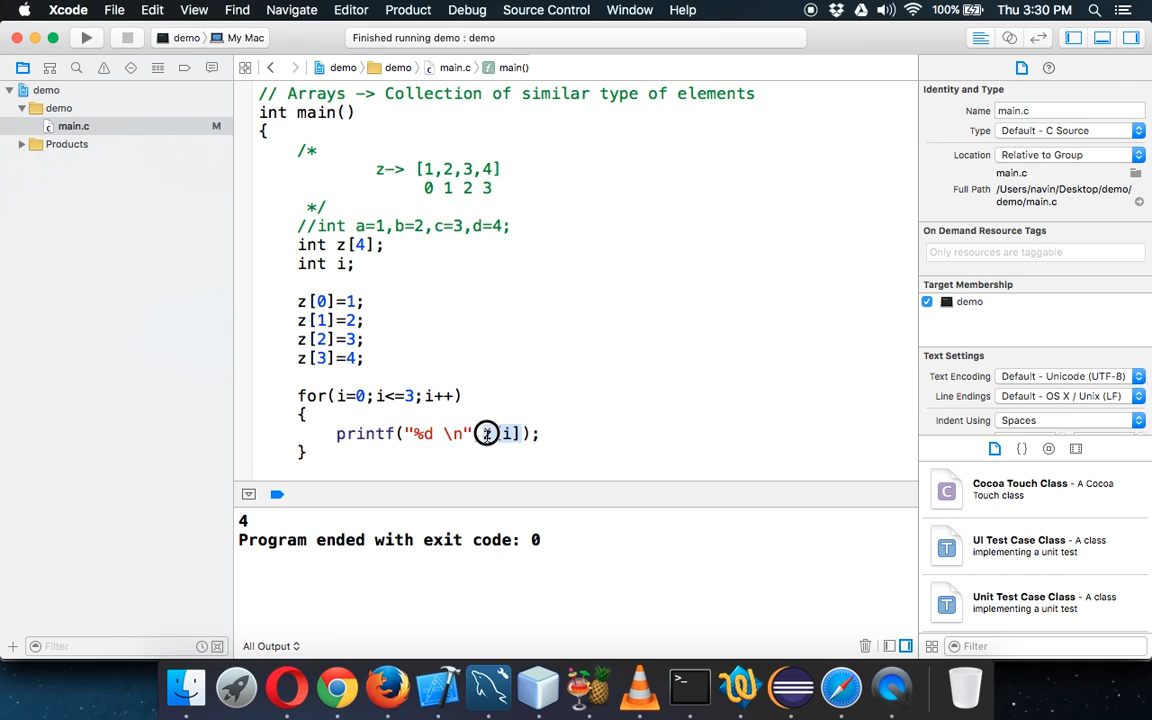 Xcode File Edit View Find Navigate Editor Product Debug Source Control Window Help 100% Thu 3:30 PM
demo My Mac Finished running demo : demo
demo demo main.c main()
demo
demo
main.c M
Products
// Arrays -> Collection of similar type of elements
int main()
{
/*
z-> [1,2,3,4]
0 1 2 3
*/
//int a=1,b=2,c=3,d=4;
int z[4];
int i;
z[0]=1;
z[1]=2;
z[2]=3;
z[3]=4;
for(i=0;i<=3;i++)
{
printf("%d \n" [i]);
}
4
Program ended with exit code: 0
All Output
Filter
Identity and Type
Name main.c
Type Default - C Source
Location Relative to Group
main.c
Full Path /Users/navin/Desktop/demo/
demo/main.c
On Demand Resource Tags
Only resources are taggable
Target Membership
demo
Text Settings
Text Encoding Default - Unicode (UTF-8)
Line Endings Default - OS X / Unix (LF)
Indent Using Spaces
{}
C
Cocoa Touch Class - A Cocoa
Touch class
T
UI Test Case Class - A class
implementing a unit test
T
Unit Test Case Class - A class
implementing a unit test
Filter